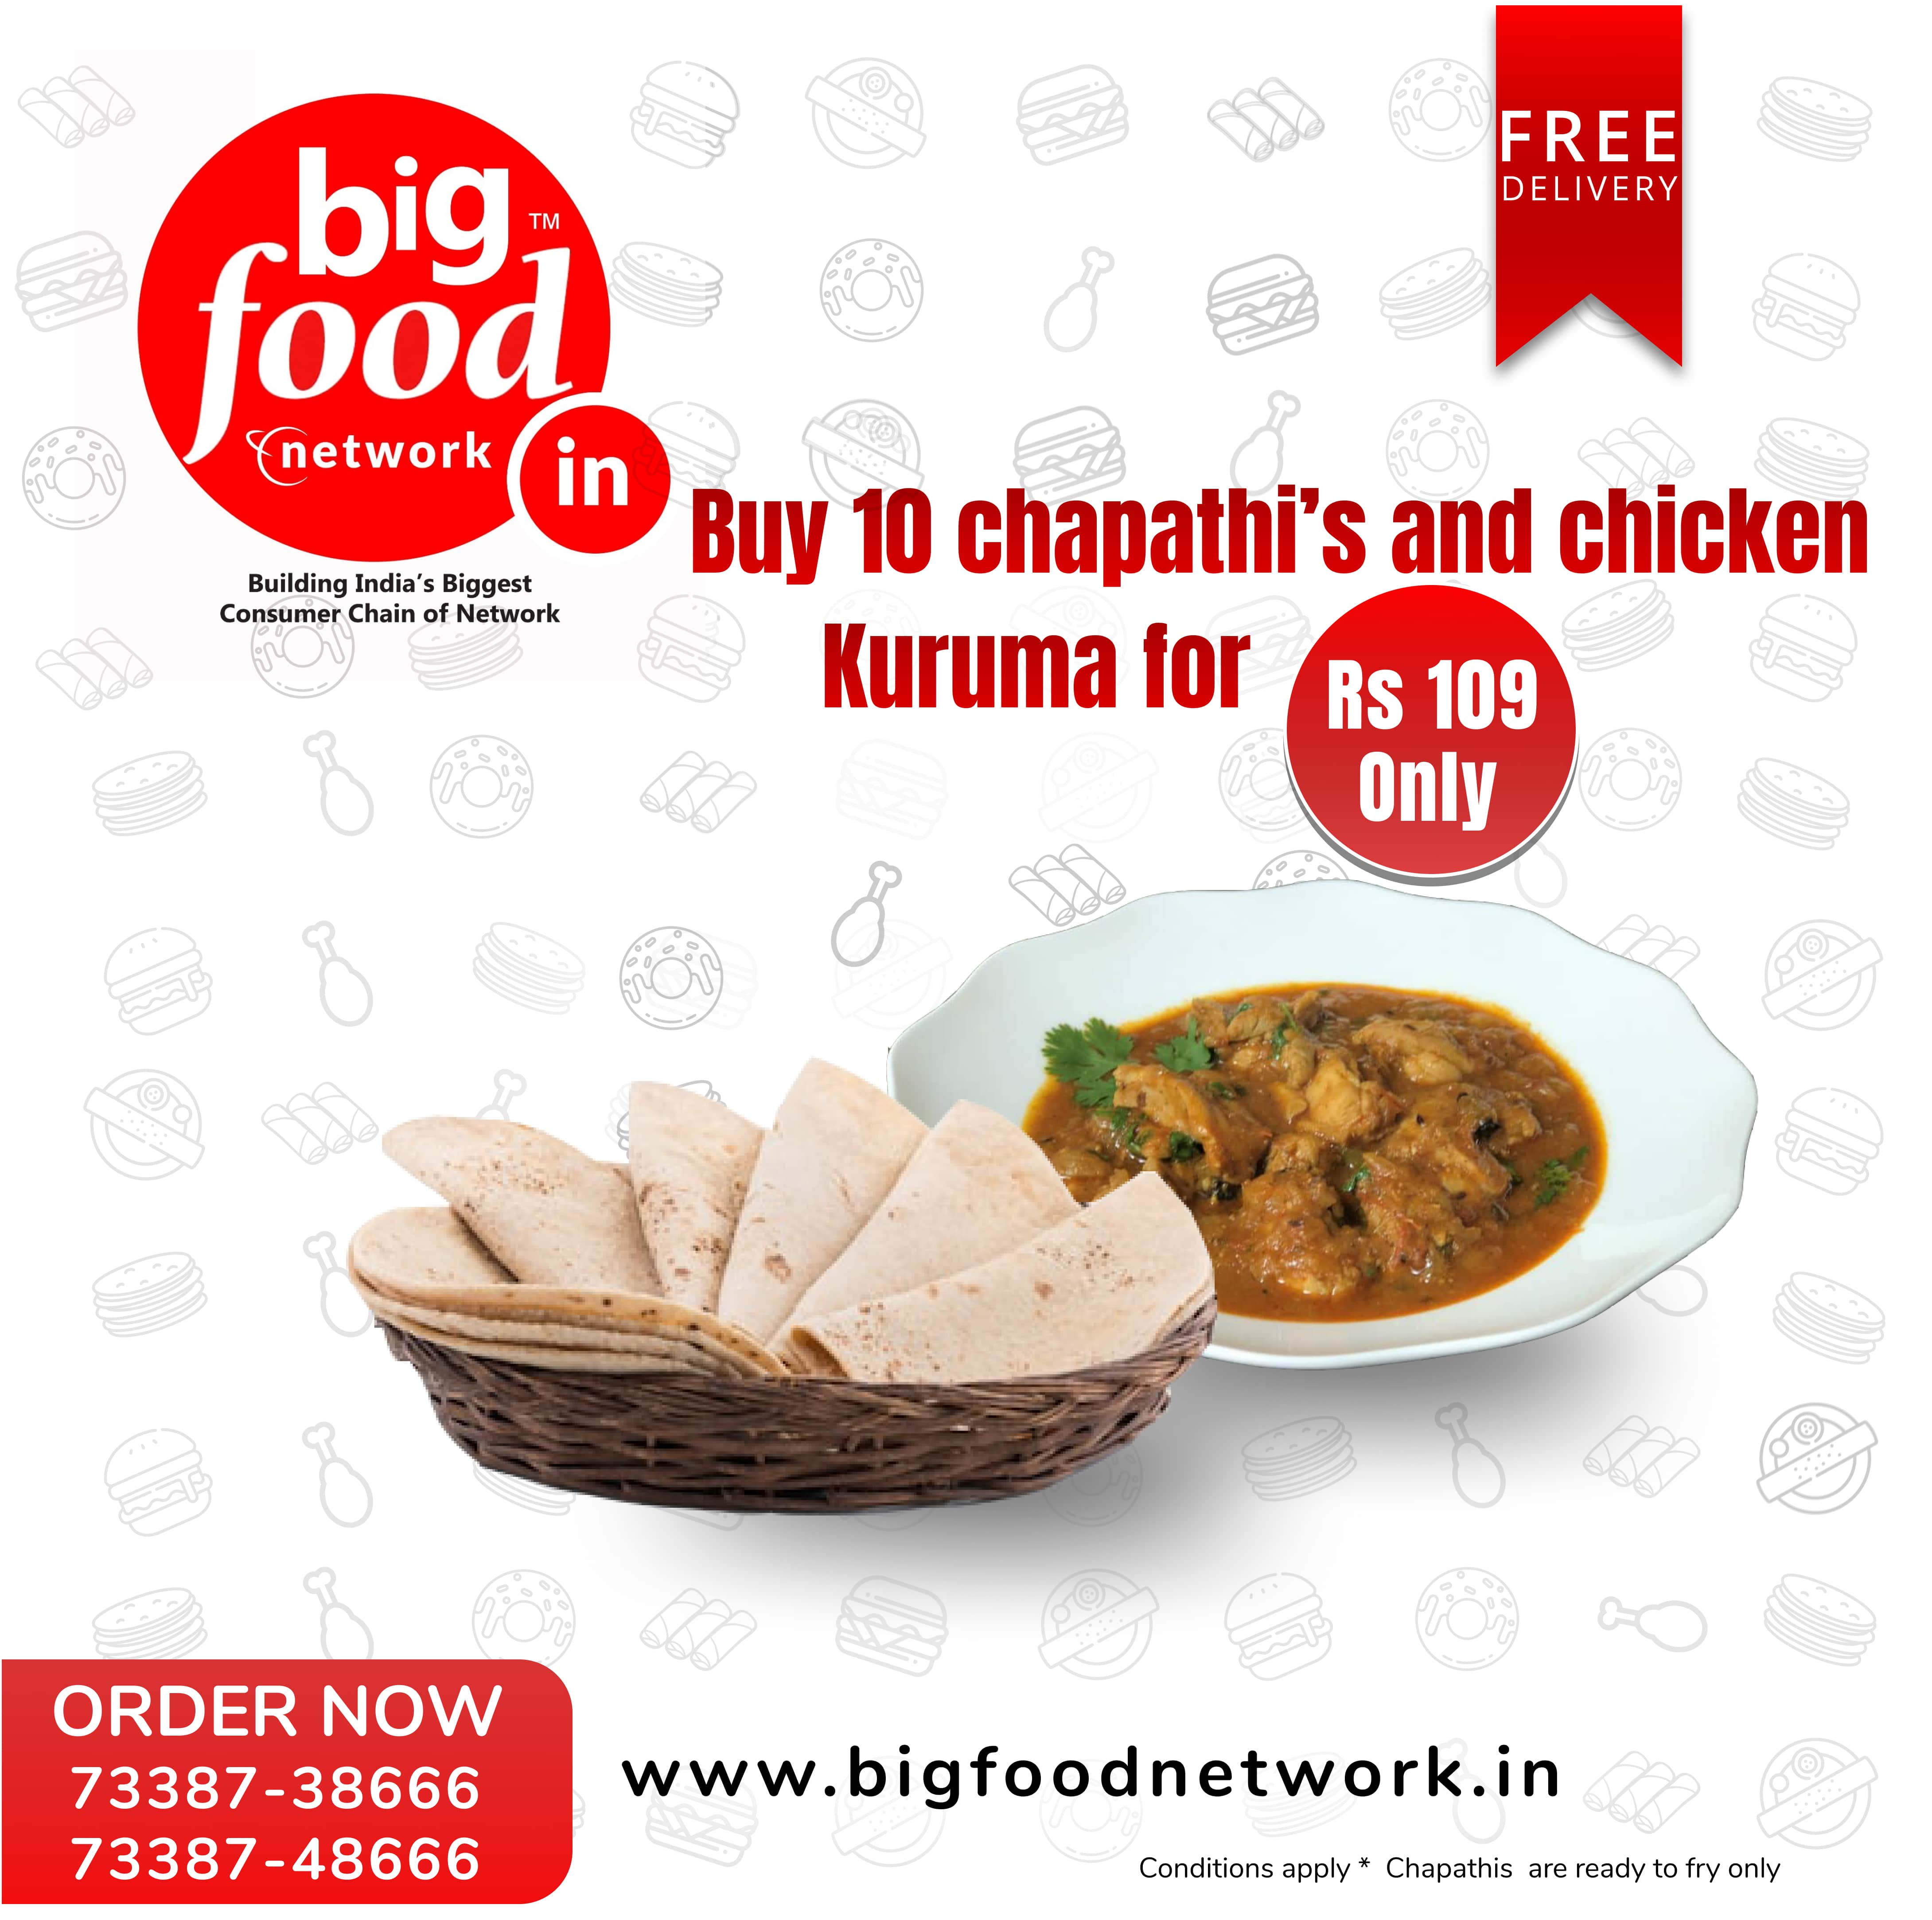 FREE
DELIVERY
big
TM
food
network
in
Building India's Biggest
Consumer Chain of Network
Buy 10 chapathi's and chicken
Kuruma for
Rs 109
Only
ORDER NOW
73387-38666
73387-48666
www.bigfoodnetwork.in
Conditions apply * Chapathis are ready to fry only